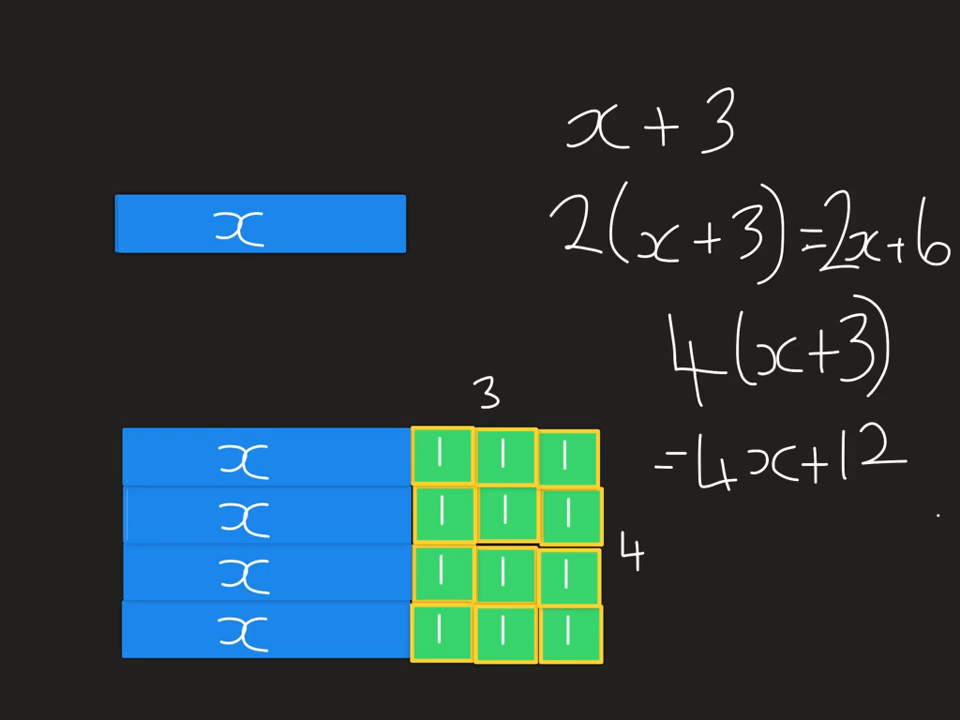 x + 3
x
2(x+3)=2x+6
4(x+3)
3
x 1 1 1
=4x+12
x 1 1 1
4
x 1 1 1
x 1 1 1